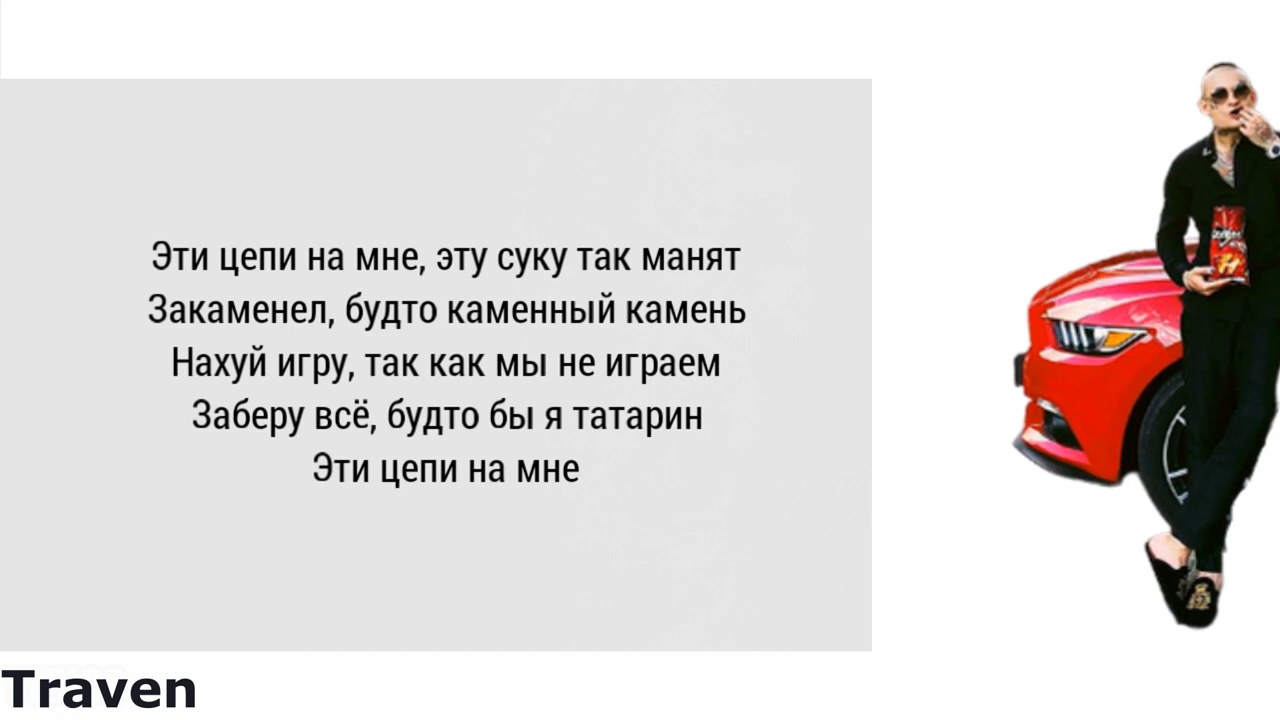 Эти цепи на мне, эту суку так манят
Закаменел, будто каменный камень
Нахуй игру, так как мы не играем
Заберу всё, будто бы я татарин
Эти цепи на мне
Traven